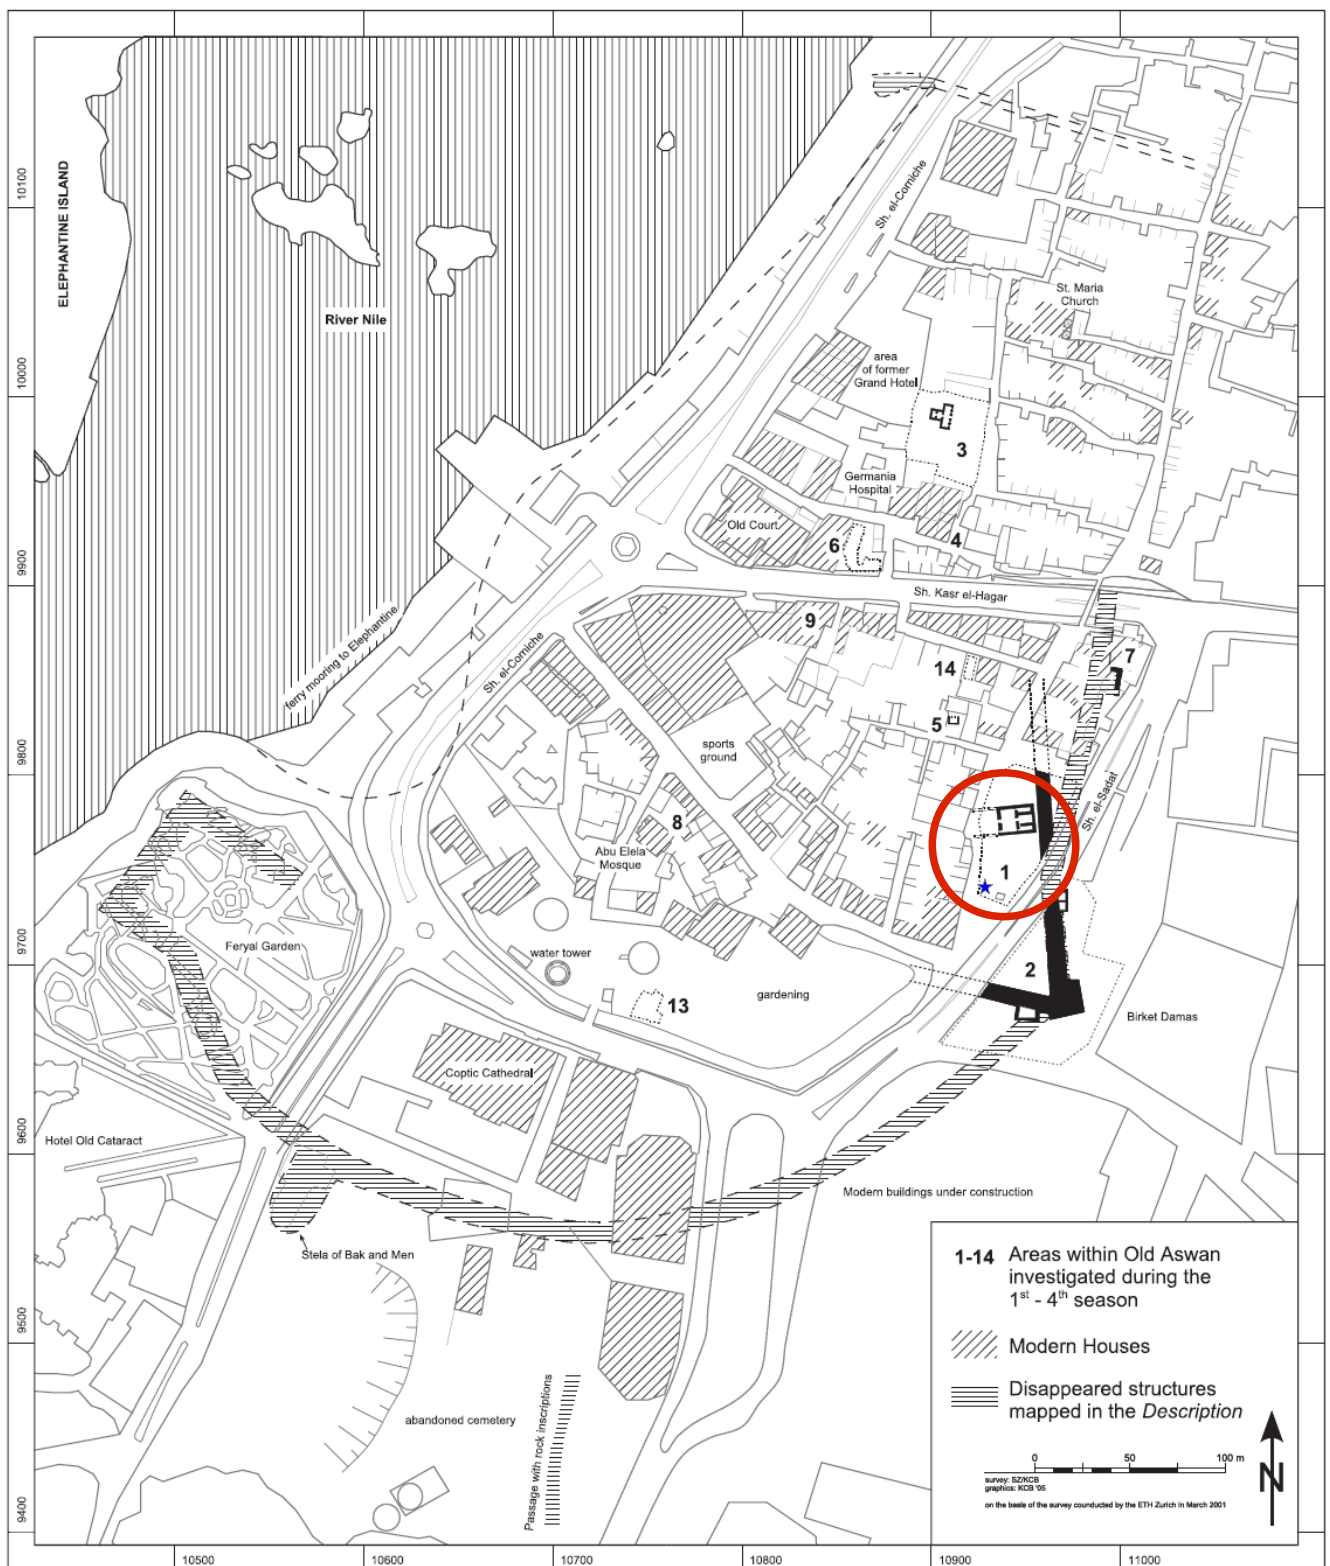 ELEPHANTINE ISLAND
River Nile
Sh. el-Corniche
St. Maria
Church
area
of former
Grand Hotel
3
Germania
Hospital
Old Court
6
4
Sh. Kasr el-Hagar
9
14
7
5
ferry mooring to Elephantine
Sh. el-Corniche
sports
ground
Sh. el-Sadat
8
Abu Elela
Mosque
1
Feryal Garden
water tower
2
13
gardening
Birket Damas
Coptic Cathedral
Hotel Old Cataract
Modern buildings under construction
Stela of Bak and Men
abandoned cemetery
Passage with rock inscriptions
1-14 Areas within Old Aswan
investigated during the
1st - 4th season
Modern Houses
Disappeared structures
mapped in the Description
0 50 100 m
survey: SZ/KCB
graphics: KCB '05
on the basis of the survey counducted by the ETH Zurich in March 2001
N
10100
10000
9900
9800
9700
9600
9500
9400
10500 10600 10700 10800 10900 11000